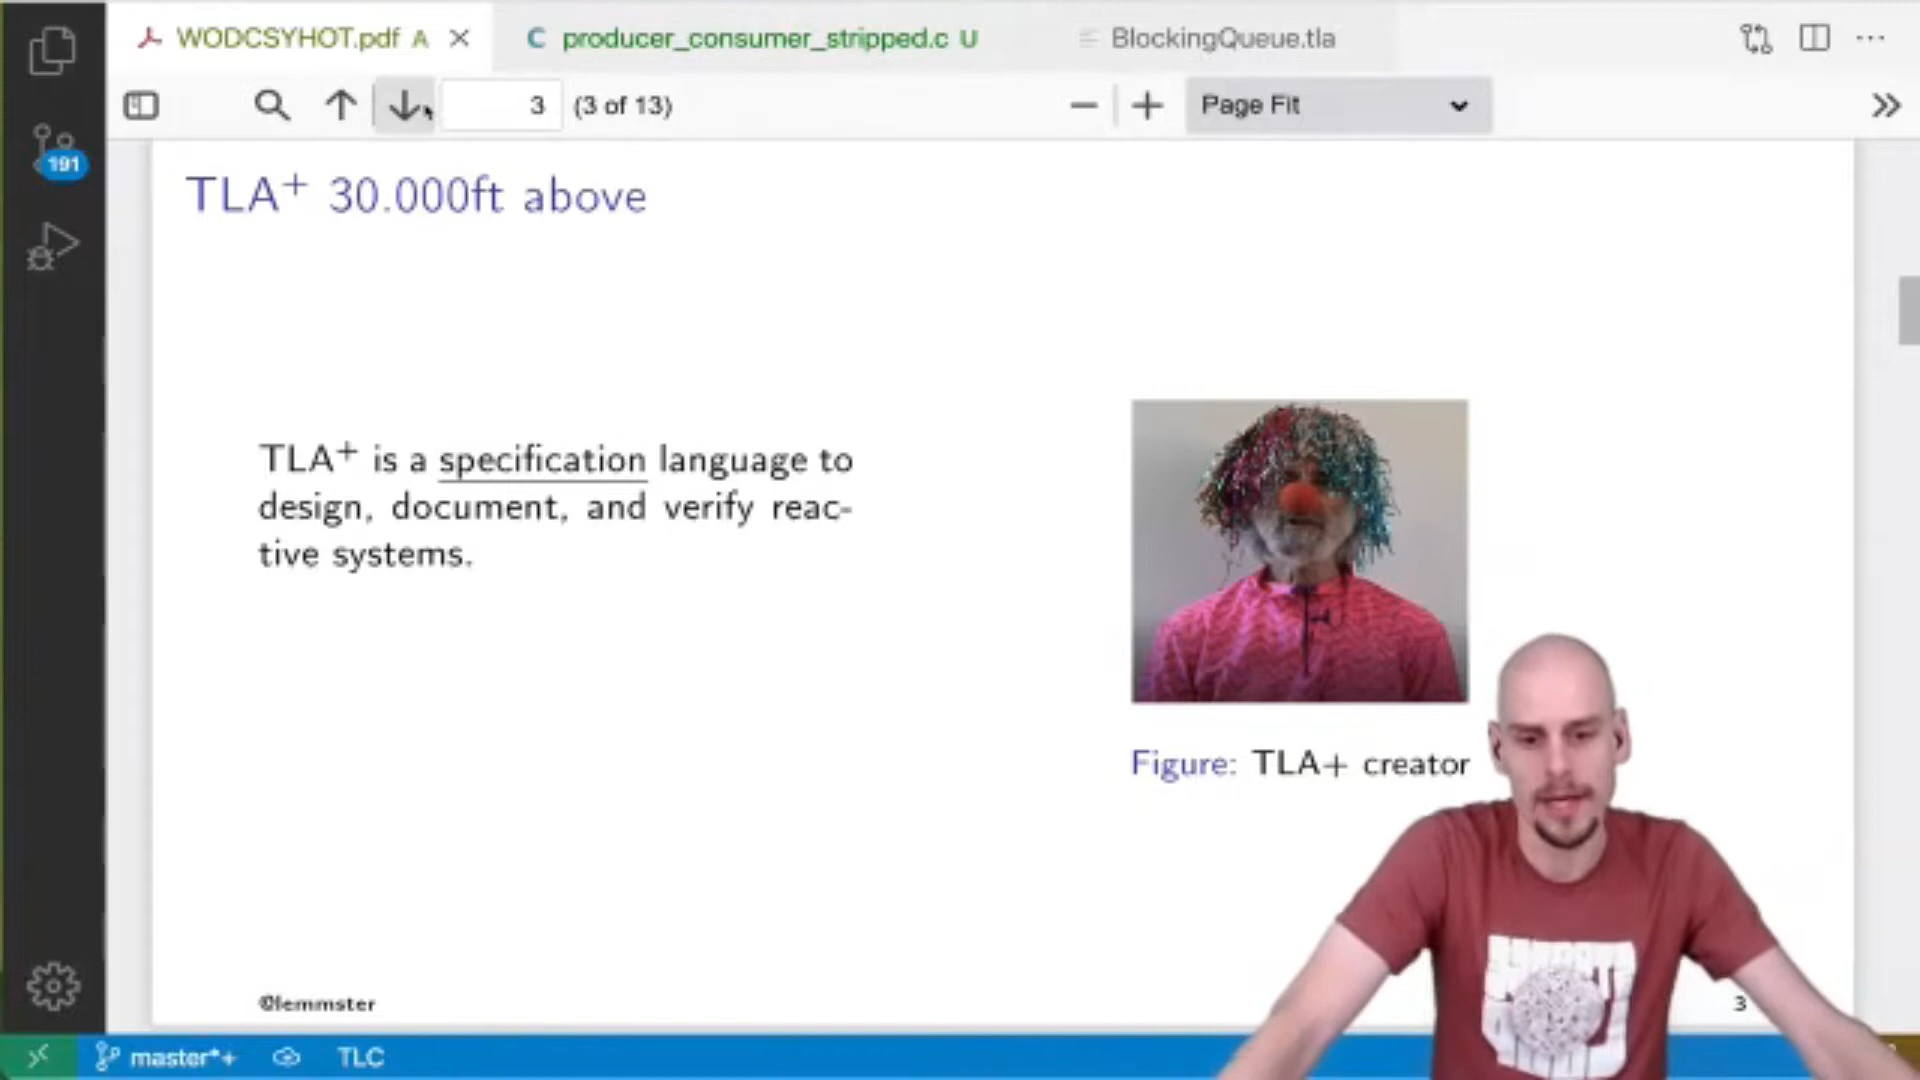 WODCSYHOT.pdf A
producer_consumer_stripped.c U
BlockingQueue.tla
3 (3 of 13)
Page Fit
191
TLA+ 30.000ft above
TLA+ is a specification language to
design, document, and verify reac-
tive systems.
Figure: TLA+ creator
©lemmster
3
master*+
TLC